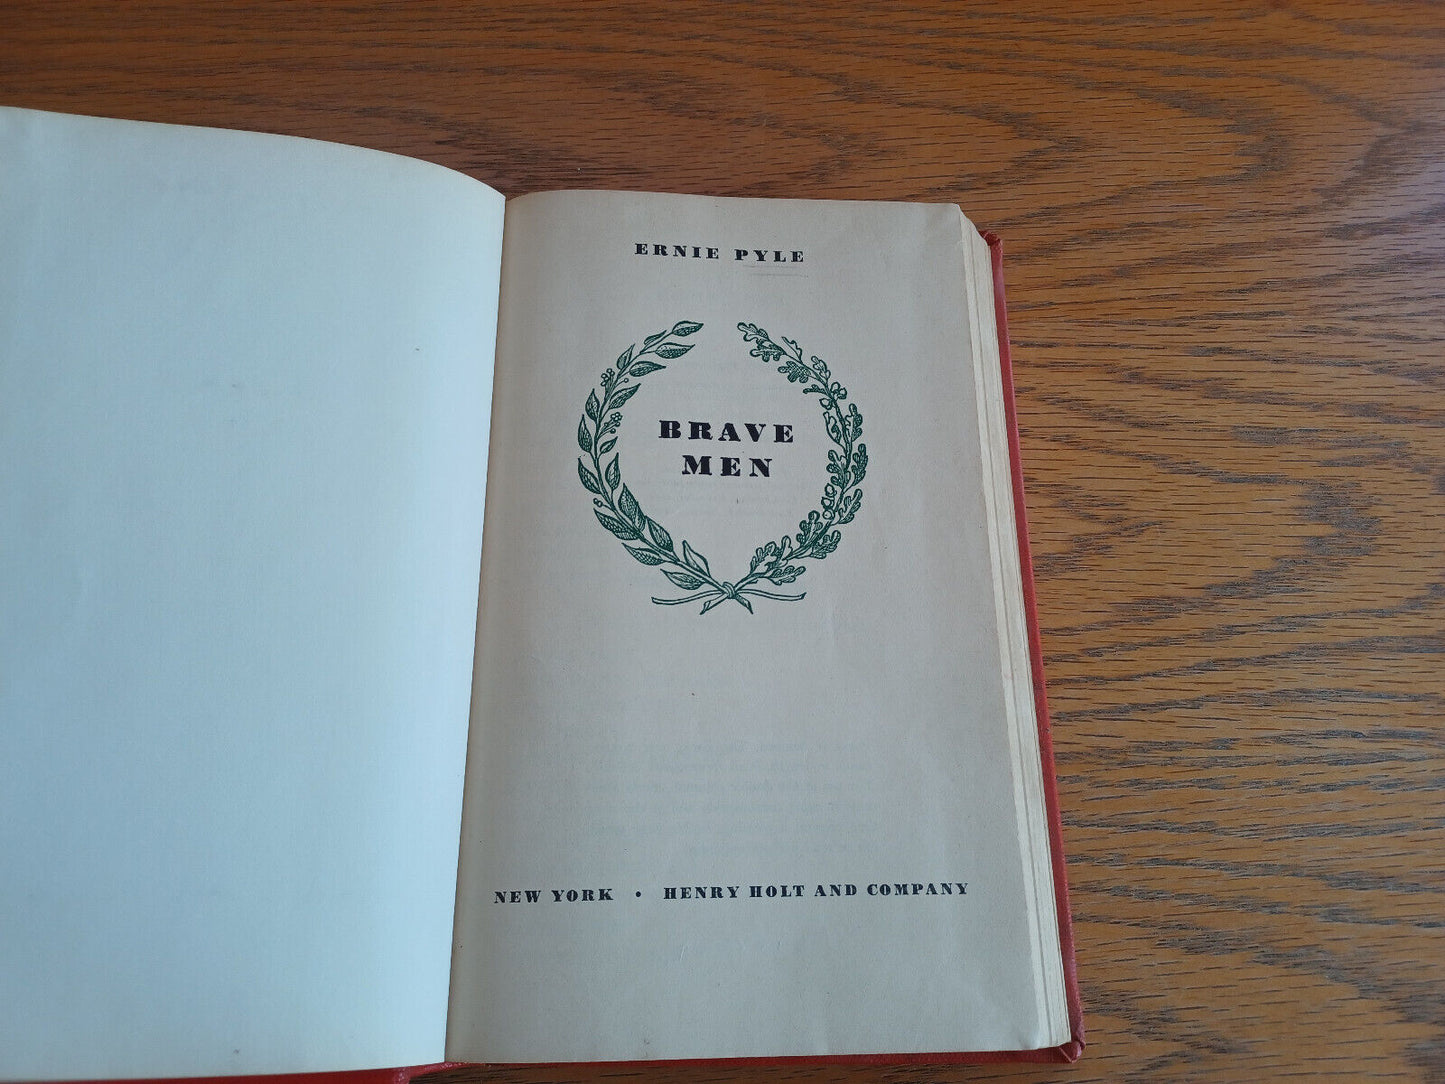 ERNIE PYLE
BRAVE
MEN
NEW YORK • HENRY HOLT AND COMPANY